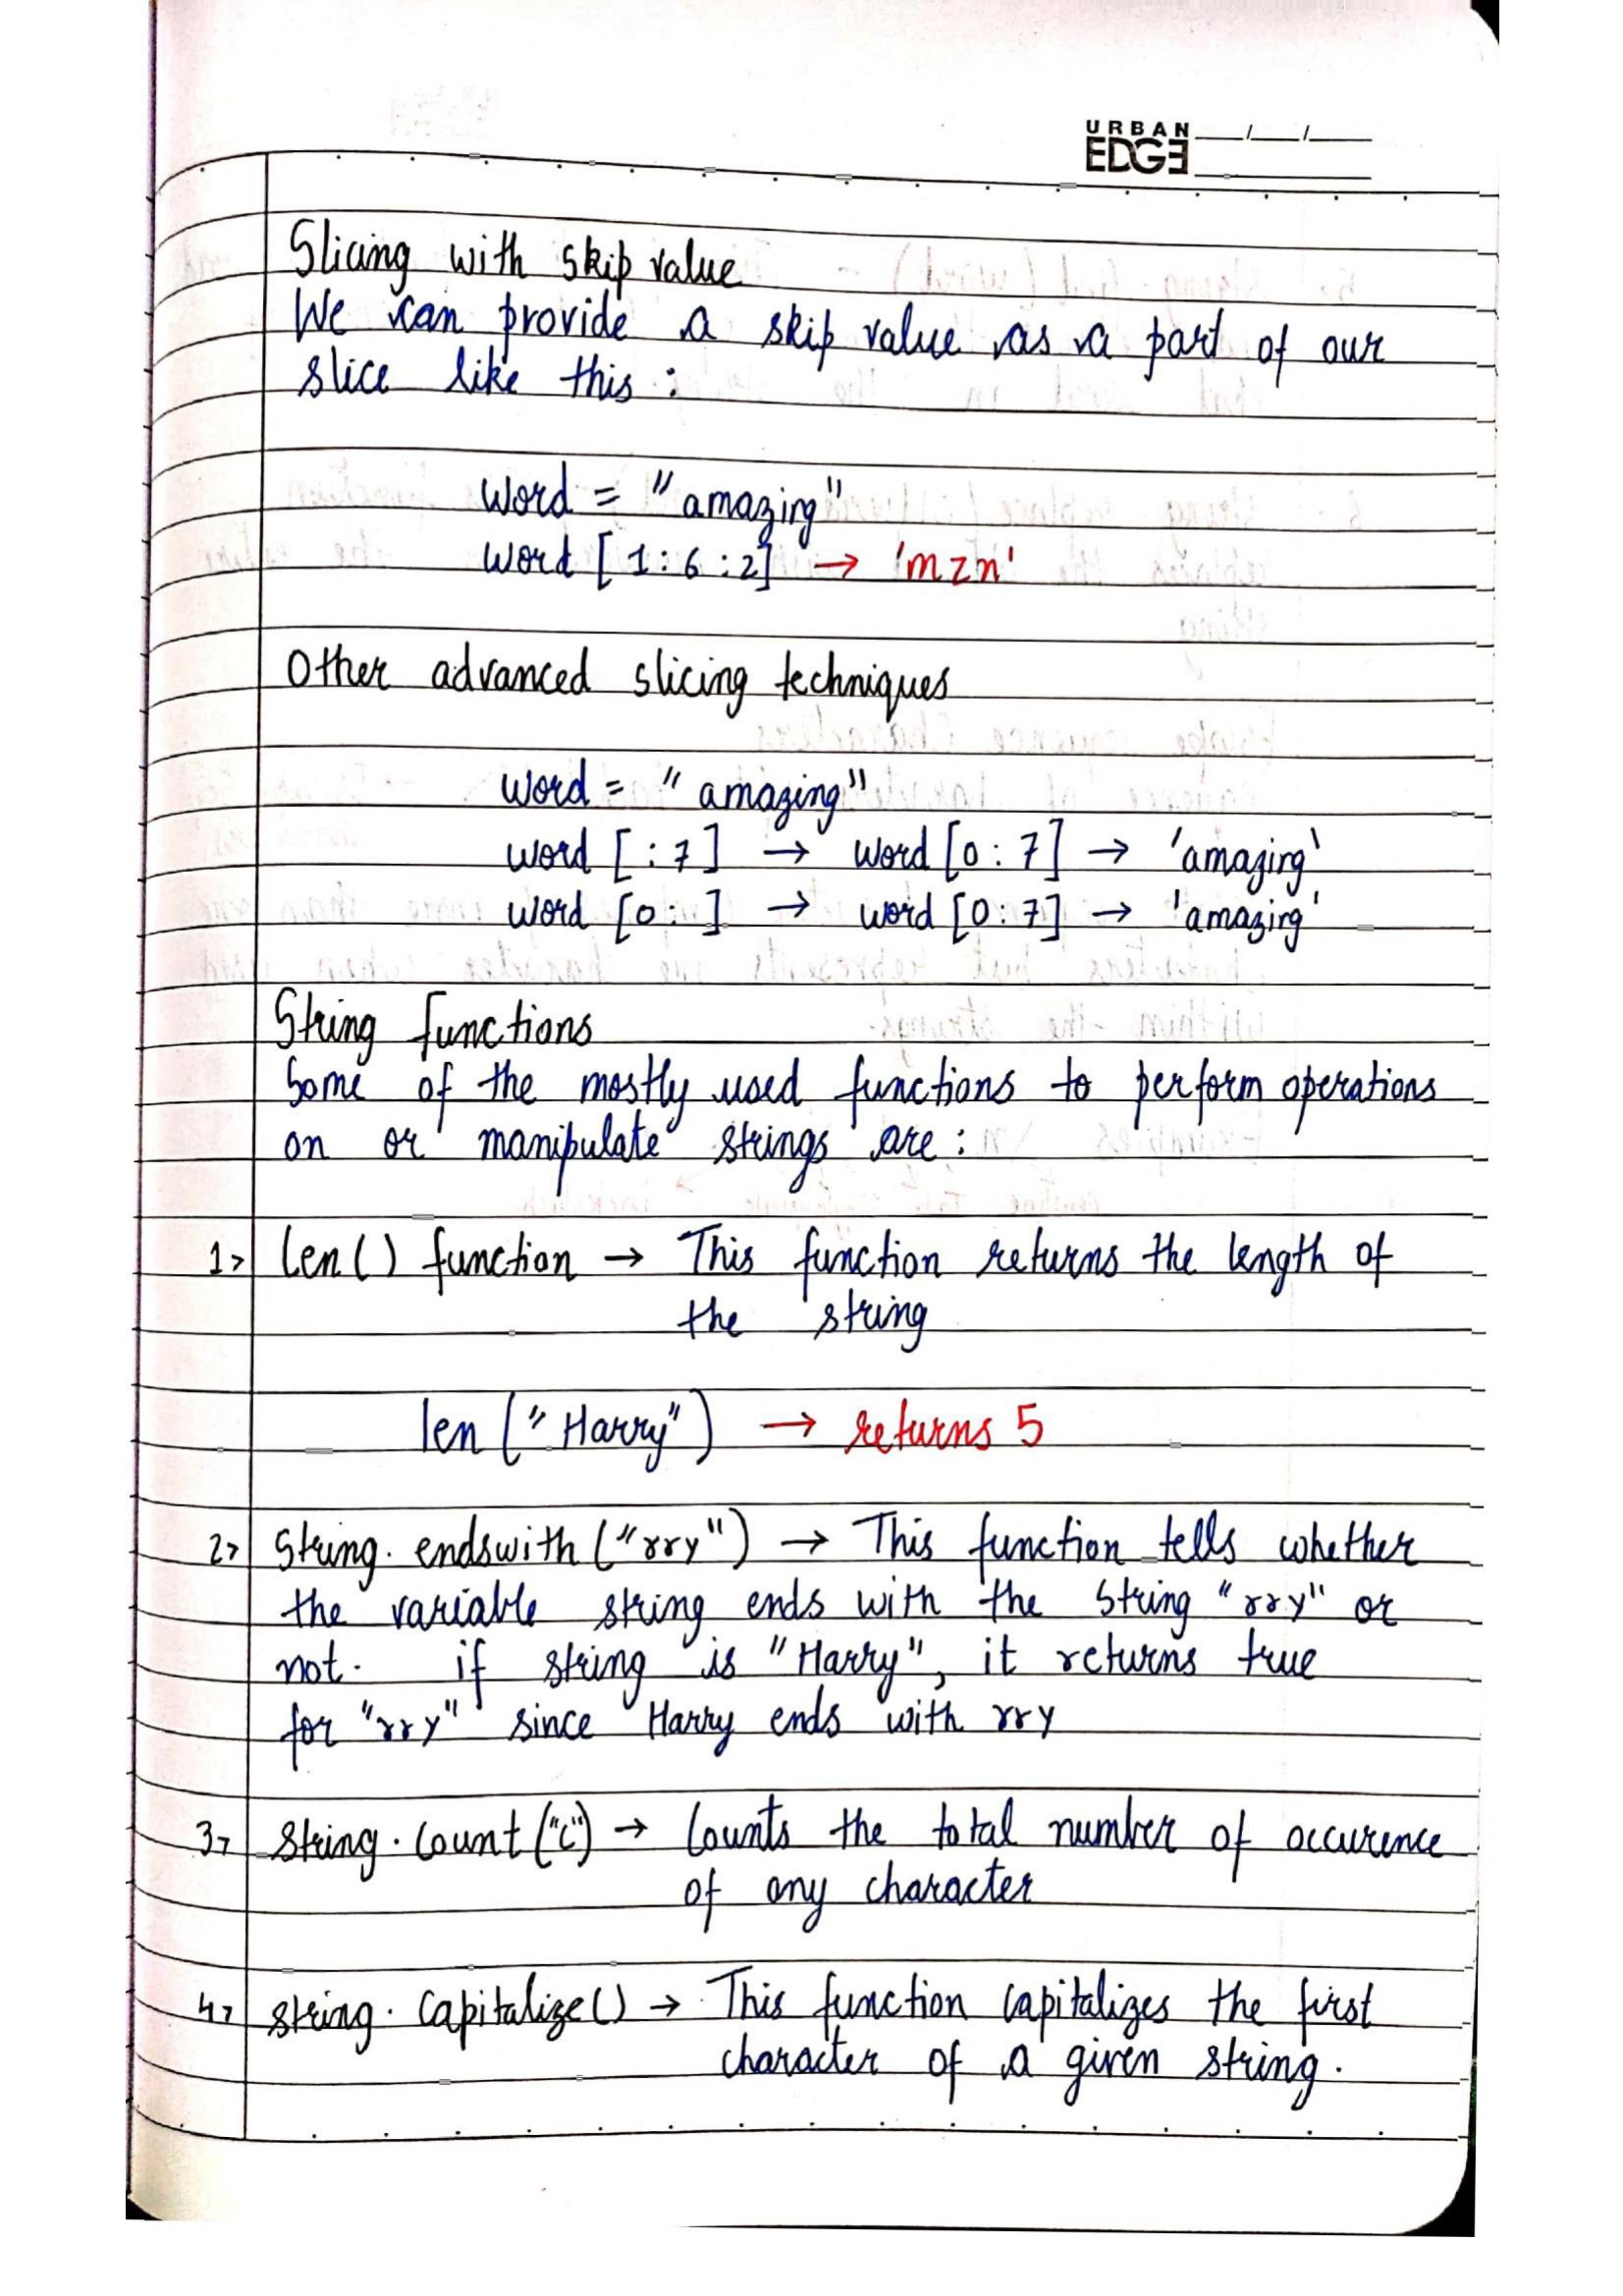 URBAN
EDGE
Slicing with skip value
We can provide a skip value as a part of our
slice like this :
word = "amazing"
word [1:6:2] → 'mzn'
Other advanced slicing techniques
word = "amazing"
word [:7] → word [0:7] → 'amazing'
word [0:] → word [0:7] → 'amazing'
String functions
Some of the mostly used functions to perform operations
on or manipulate strings are :
1> len() function → This function returns the length of
the string
len ("Harry") → returns 5
2> String. endswith ("rry") → This function tells whether
the variable string ends with the string "rry" or
not. if string is "Harry", it returns true
for "rry" since Harry ends with rry
3> string. count ("c") → Counts the total number of occurence
of any character
4> string. capitalize() → This function capitalizes the first
character of a given string.